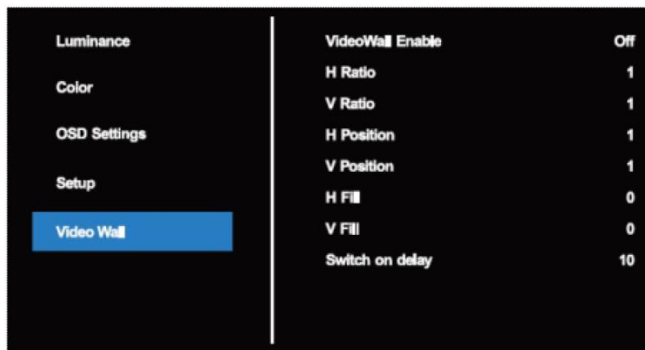 Luminance
Color
OSD Settings
Setup
Video Wall
VideoWall Enable Off
H Ratio 1
V Ratio 1
H Position 1
V Position 1
H Fill 0
V Fill 0
Switch on delay 10